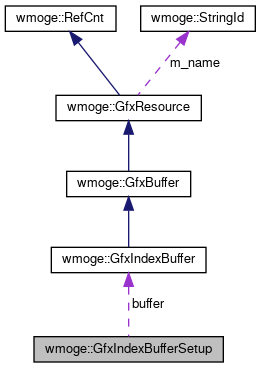 wmoge::RefCnt
wmoge::StringId
m_name
wmoge::GfxResource
wmoge::GfxBuffer
wmoge::GfxIndexBuffer
buffer
wmoge::GfxIndexBufferSetup